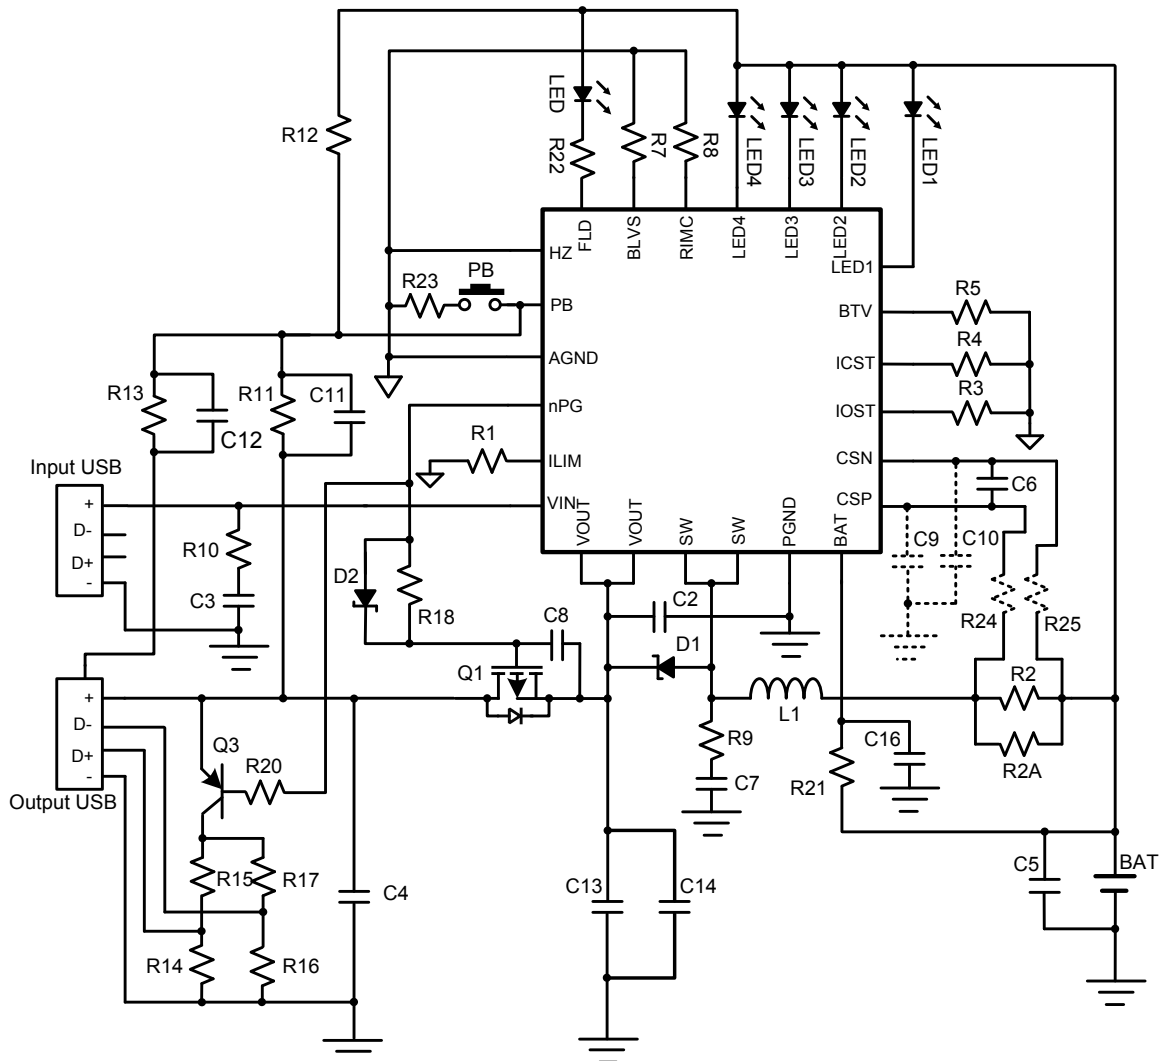 LED
R12
R22
R7
R8
LED4
LED3
LED2
LED1
FLD
BLVS
RIMC
LED4
LED3
LED2
LED1
HZ
R23
PB
PB
BTV
R5
AGND
ICST
R4
R13
R11
C11
nPG
IOST
R3
C12
R1
ILIM
CSN
Input USB
C6
+
VIN
VOUT
VOUT
SW
SW
PGND
BAT
CSP
D-
D+
-
R10
C9
C10
D2
C3
R18
C2
R24
R25
C8
D1
Q1
R2
+
D-
D+
-
L1
Q3
R20
R9
C16
R2A
Output USB
C7
R21
R15
R17
C4
C13
C14
C5
BAT
R14
R16